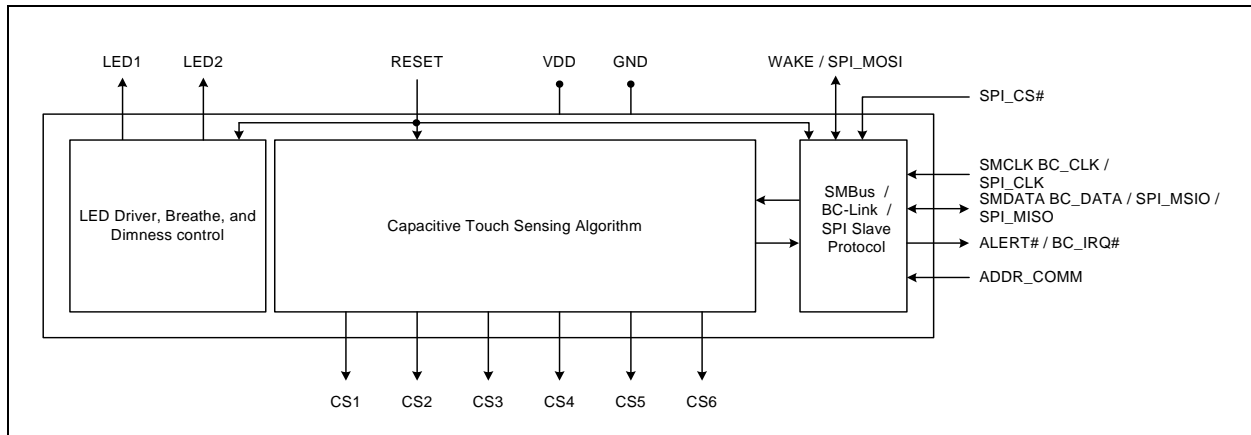 LED1
LED2
RESET
VDD
GND
WAKE / SPI_MOSI
SPI_CS#
LED Driver, Breathe, and
Dimness control
Capacitive Touch Sensing Algorithm
SMBus /
BC-Link /
SPI Slave
Protocol
SMCLK BC_CLK /
SPI_CLK
SMDATA BC_DATA / SPI_MSIO /
SPI_MISO
ALERT# / BC_IRQ#
ADDR_COMM
CS1
CS2
CS3
CS4
CS5
CS6